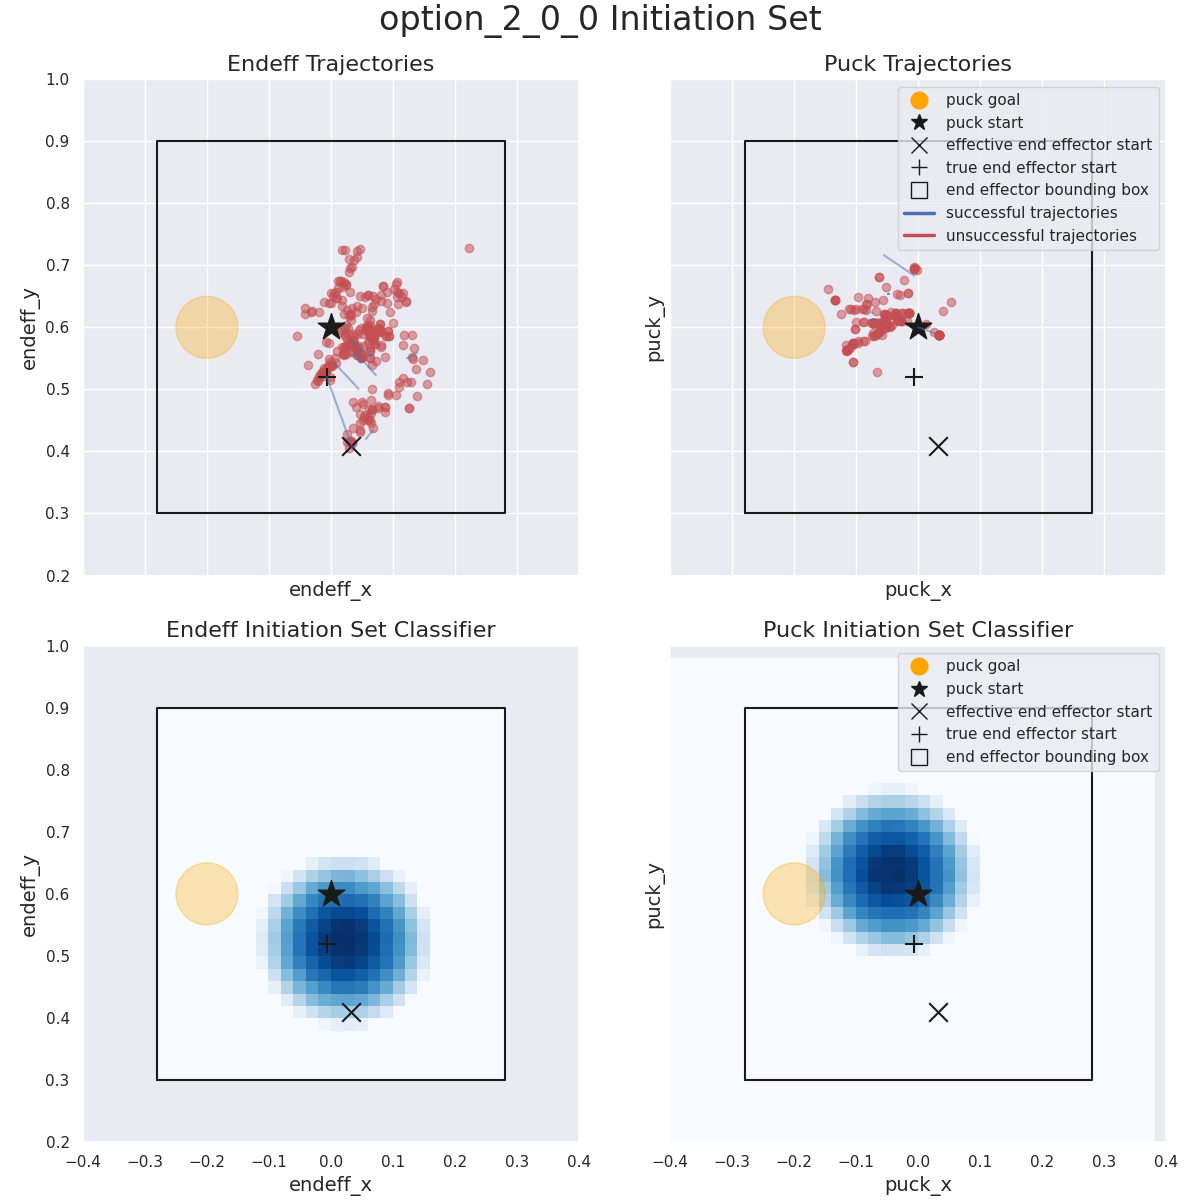 option_2_0_0 Initiation Set
Endeff Trajectories
1.0
0.9
0.8
0.7
0.6
0.5
0.4
0.3
0.2
endeff_y
endeff_x
Puck Trajectories
puck goal
puck start
effective end effector start
true end effector start
end effector bounding box
successful trajectories
unsuccessful trajectories
puck_y
puck_x
Endeff Initiation Set Classifier
1.0
0.9
0.8
0.7
0.6
0.5
0.4
0.3
0.2
endeff_y
−0.4 −0.3 −0.2 −0.1 0.0 0.1 0.2 0.3 0.4
endeff_x
Puck Initiation Set Classifier
puck goal
puck start
effective end effector start
true end effector start
end effector bounding box
puck_y
−0.4 −0.3 −0.2 −0.1 0.0 0.1 0.2 0.3 0.4
puck_x